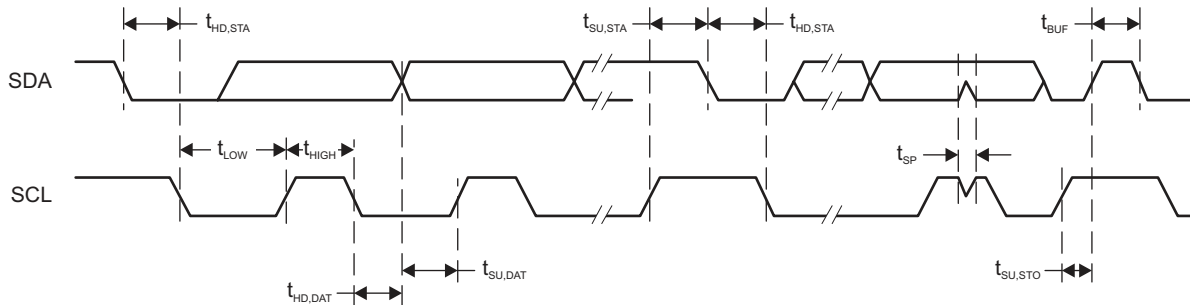 tHD,STA
tSU,STA
tHD,STA
tBUF
SDA
tLOW
tHIGH
tSP
SCL
tSU,DAT
tSU,STO
tHD,DAT